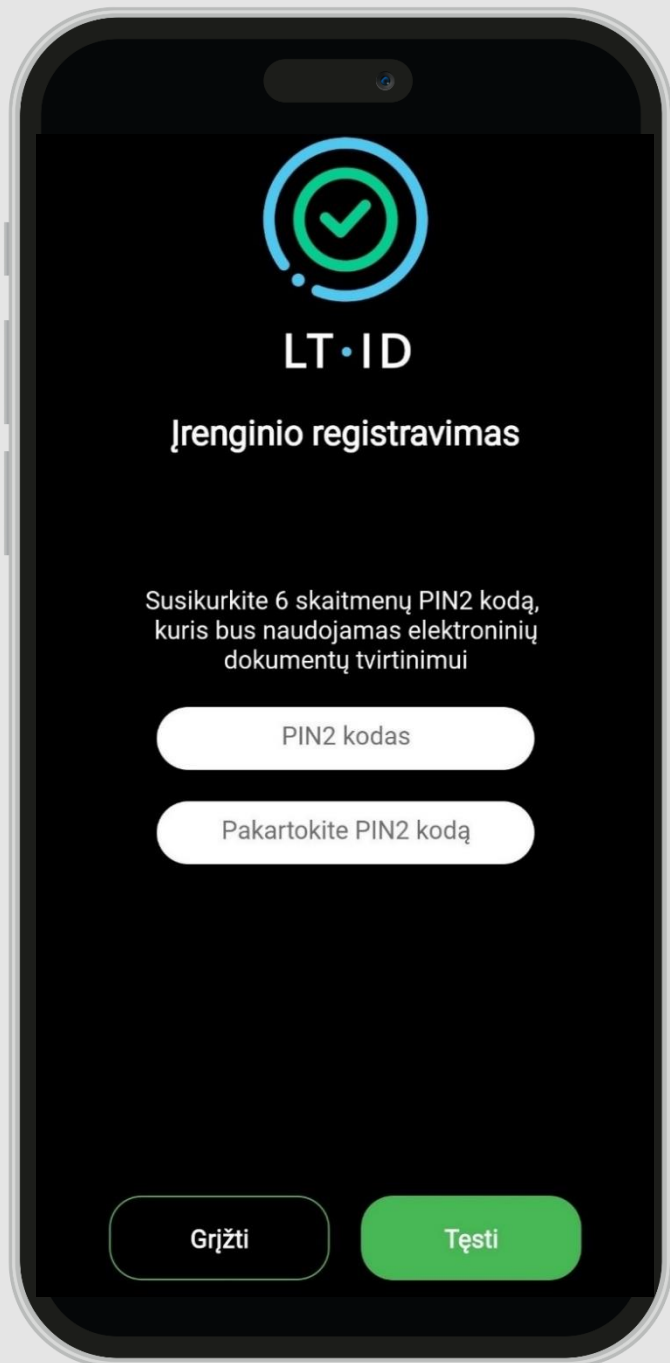 LT·ID
Įrenginio registravimas
Susikurkite 6 skaitmenų PIN2 kodą,
kuris bus naudojamas elektroninių
dokumentų tvirtinimui
PIN2 kodas
Pakartokite PIN2 kodą
Grįžti
Tęsti